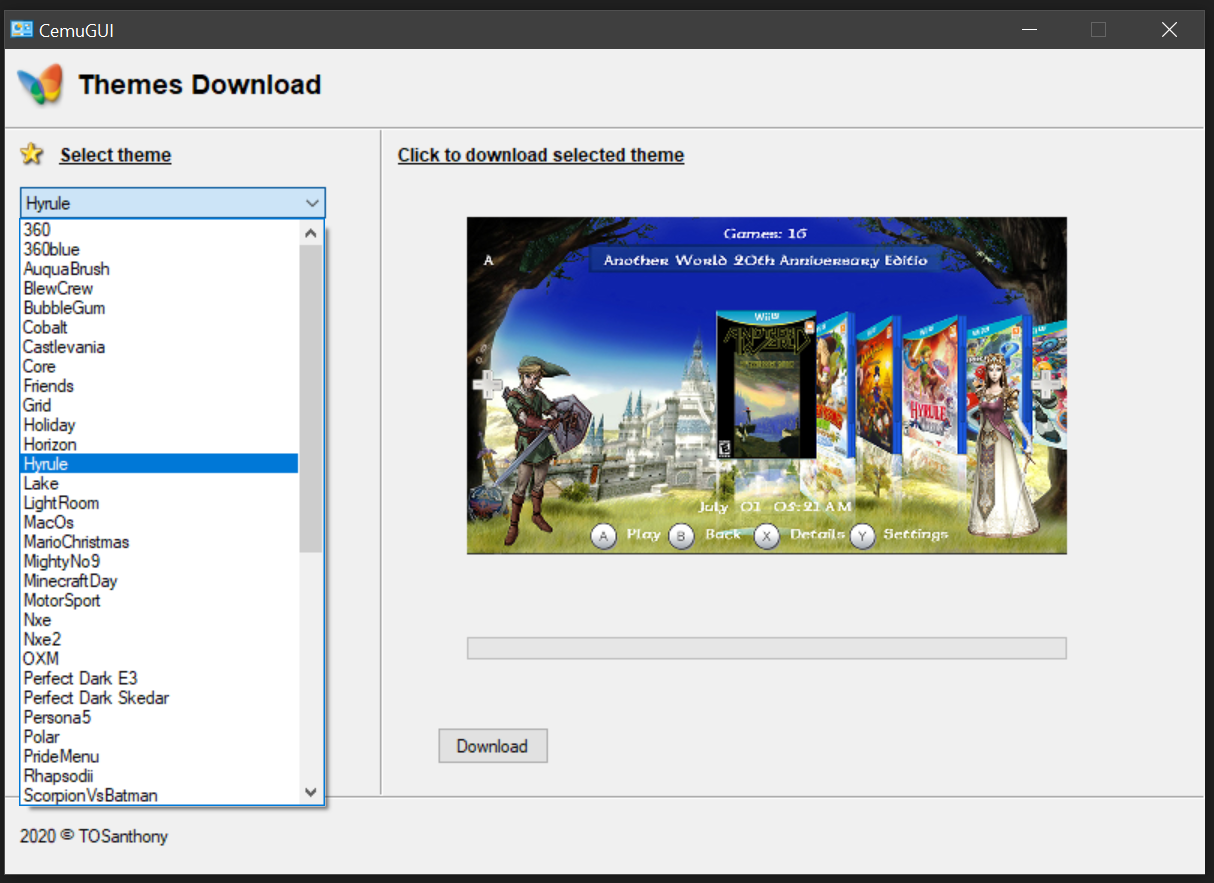 CemuGUI
Themes Download
Select theme
Hyrule
360
360blue
AuquaBrush
BlewCrew
BubbleGum
Cobalt
Castlevania
Core
Friends
Grid
Holiday
Horizon
Hyrule
Lake
LightRoom
MacOs
MarioChristmas
MightyNo9
MinecraftDay
MotorSport
Nxe
Nxe2
OXM
Perfect Dark E3
Perfect Dark Skedar
Persona5
Polar
PrideMenu
Rhapsodii
ScorpionVsBatman
Click to download selected theme
Games: 16
A
Another World 20th Anniversary Editio
Wii U
ANOTHER WORLD
HYRULE
July 01 05:21 AM
A Play B Back X Details Y Settings
Download
2020 © TOSanthony